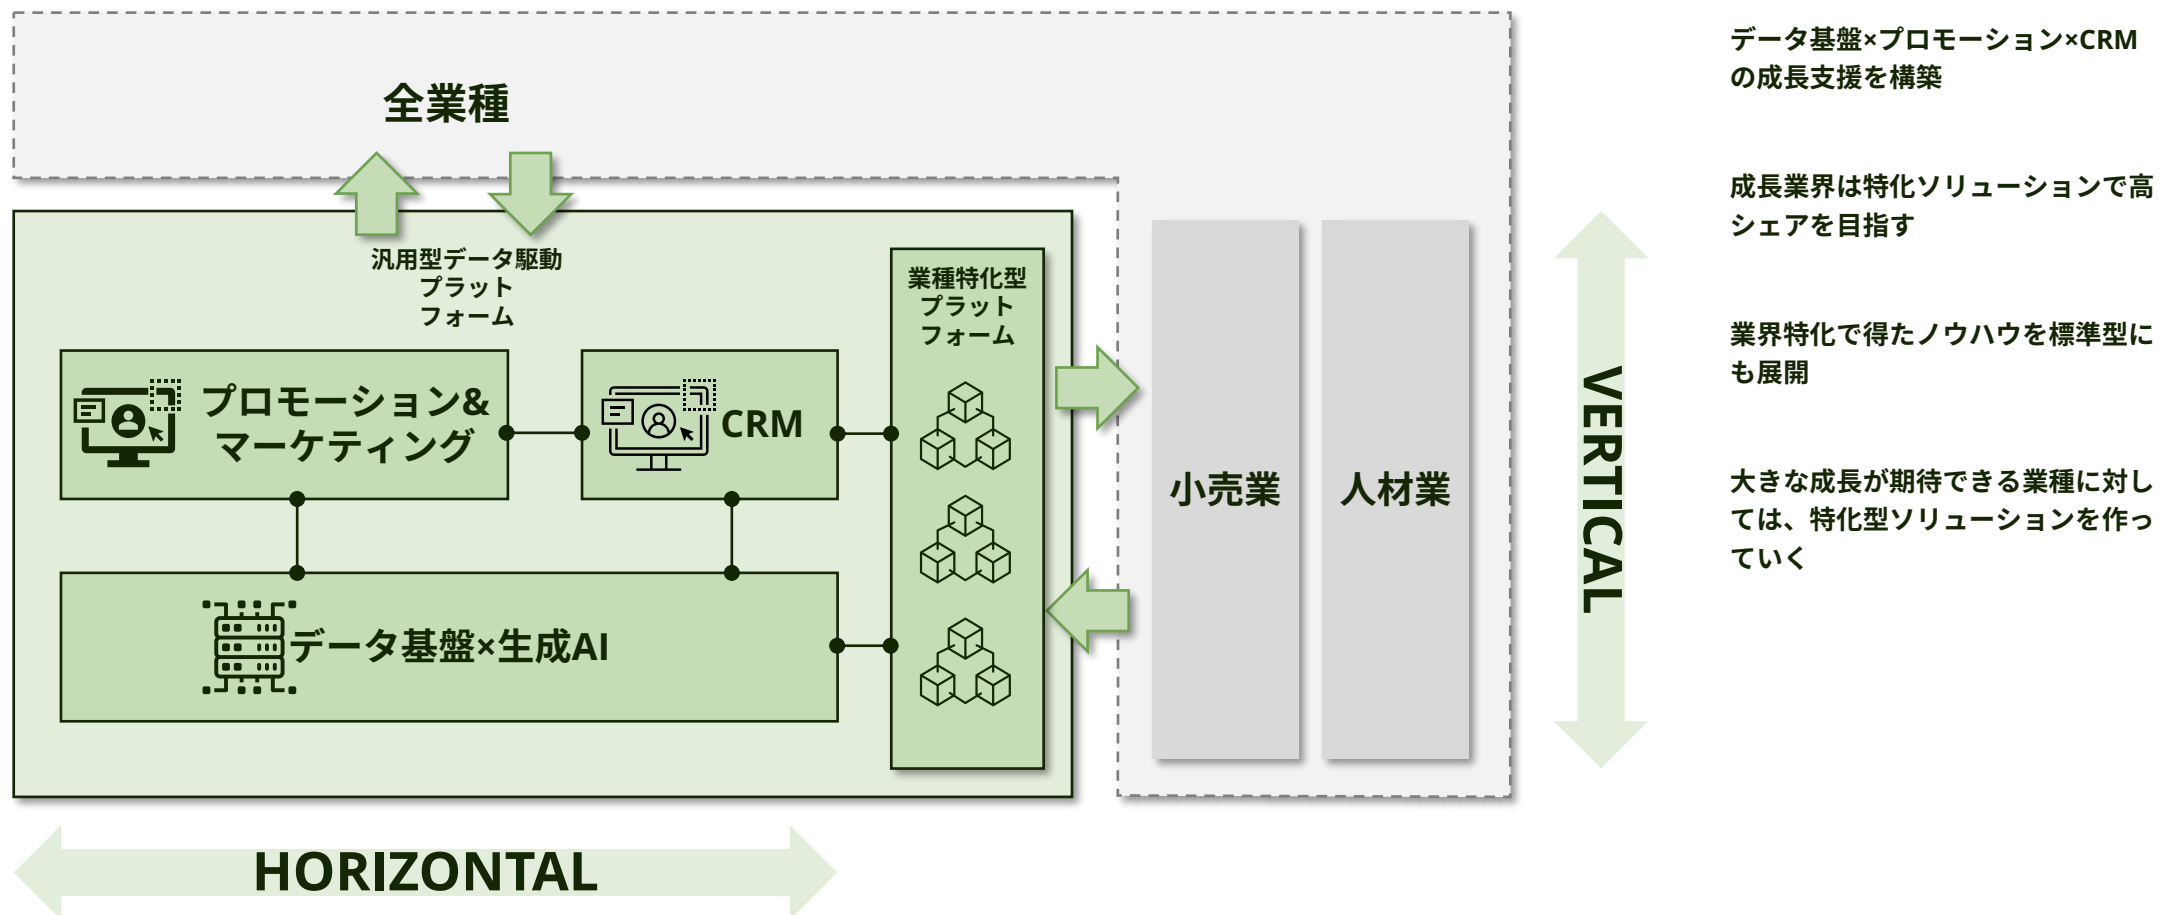 全業種
汎用型データ駆動
プラット
フォーム
業種特化型
プラット
フォーム
プロモーション&
マーケティング
CRM
データ基盤×生成AI
小売業
人材業
HORIZONTAL
VERTICAL
データ基盤×プロモーション×CRM
の成長支援を構築
成長業界は特化ソリューションで高
シェアを目指す
業界特化で得たノウハウを標準型に
も展開
大きな成長が期待できる業種に対し
ては、特化型ソリューションを作っ
ていく